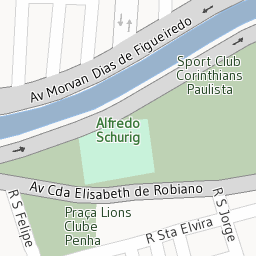 Av Morvan Dias de Figueiredo
Sport Club
Corinthians
Paulista
Alfredo
Schurig
Av Cda Elisabeth de Robiano
R S Felipe
Praça Lions
Clube
Penha
R Sta Elvira
R S Jorge